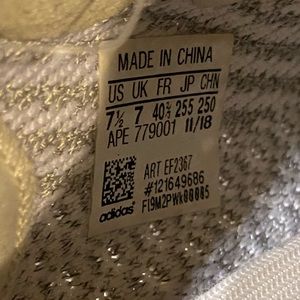 MADE IN CHINA
US UK FR JP CHN
7½ 7 40⅔ 255 250
APE 779001 11/18
ART EF2367
#121649686
adidas